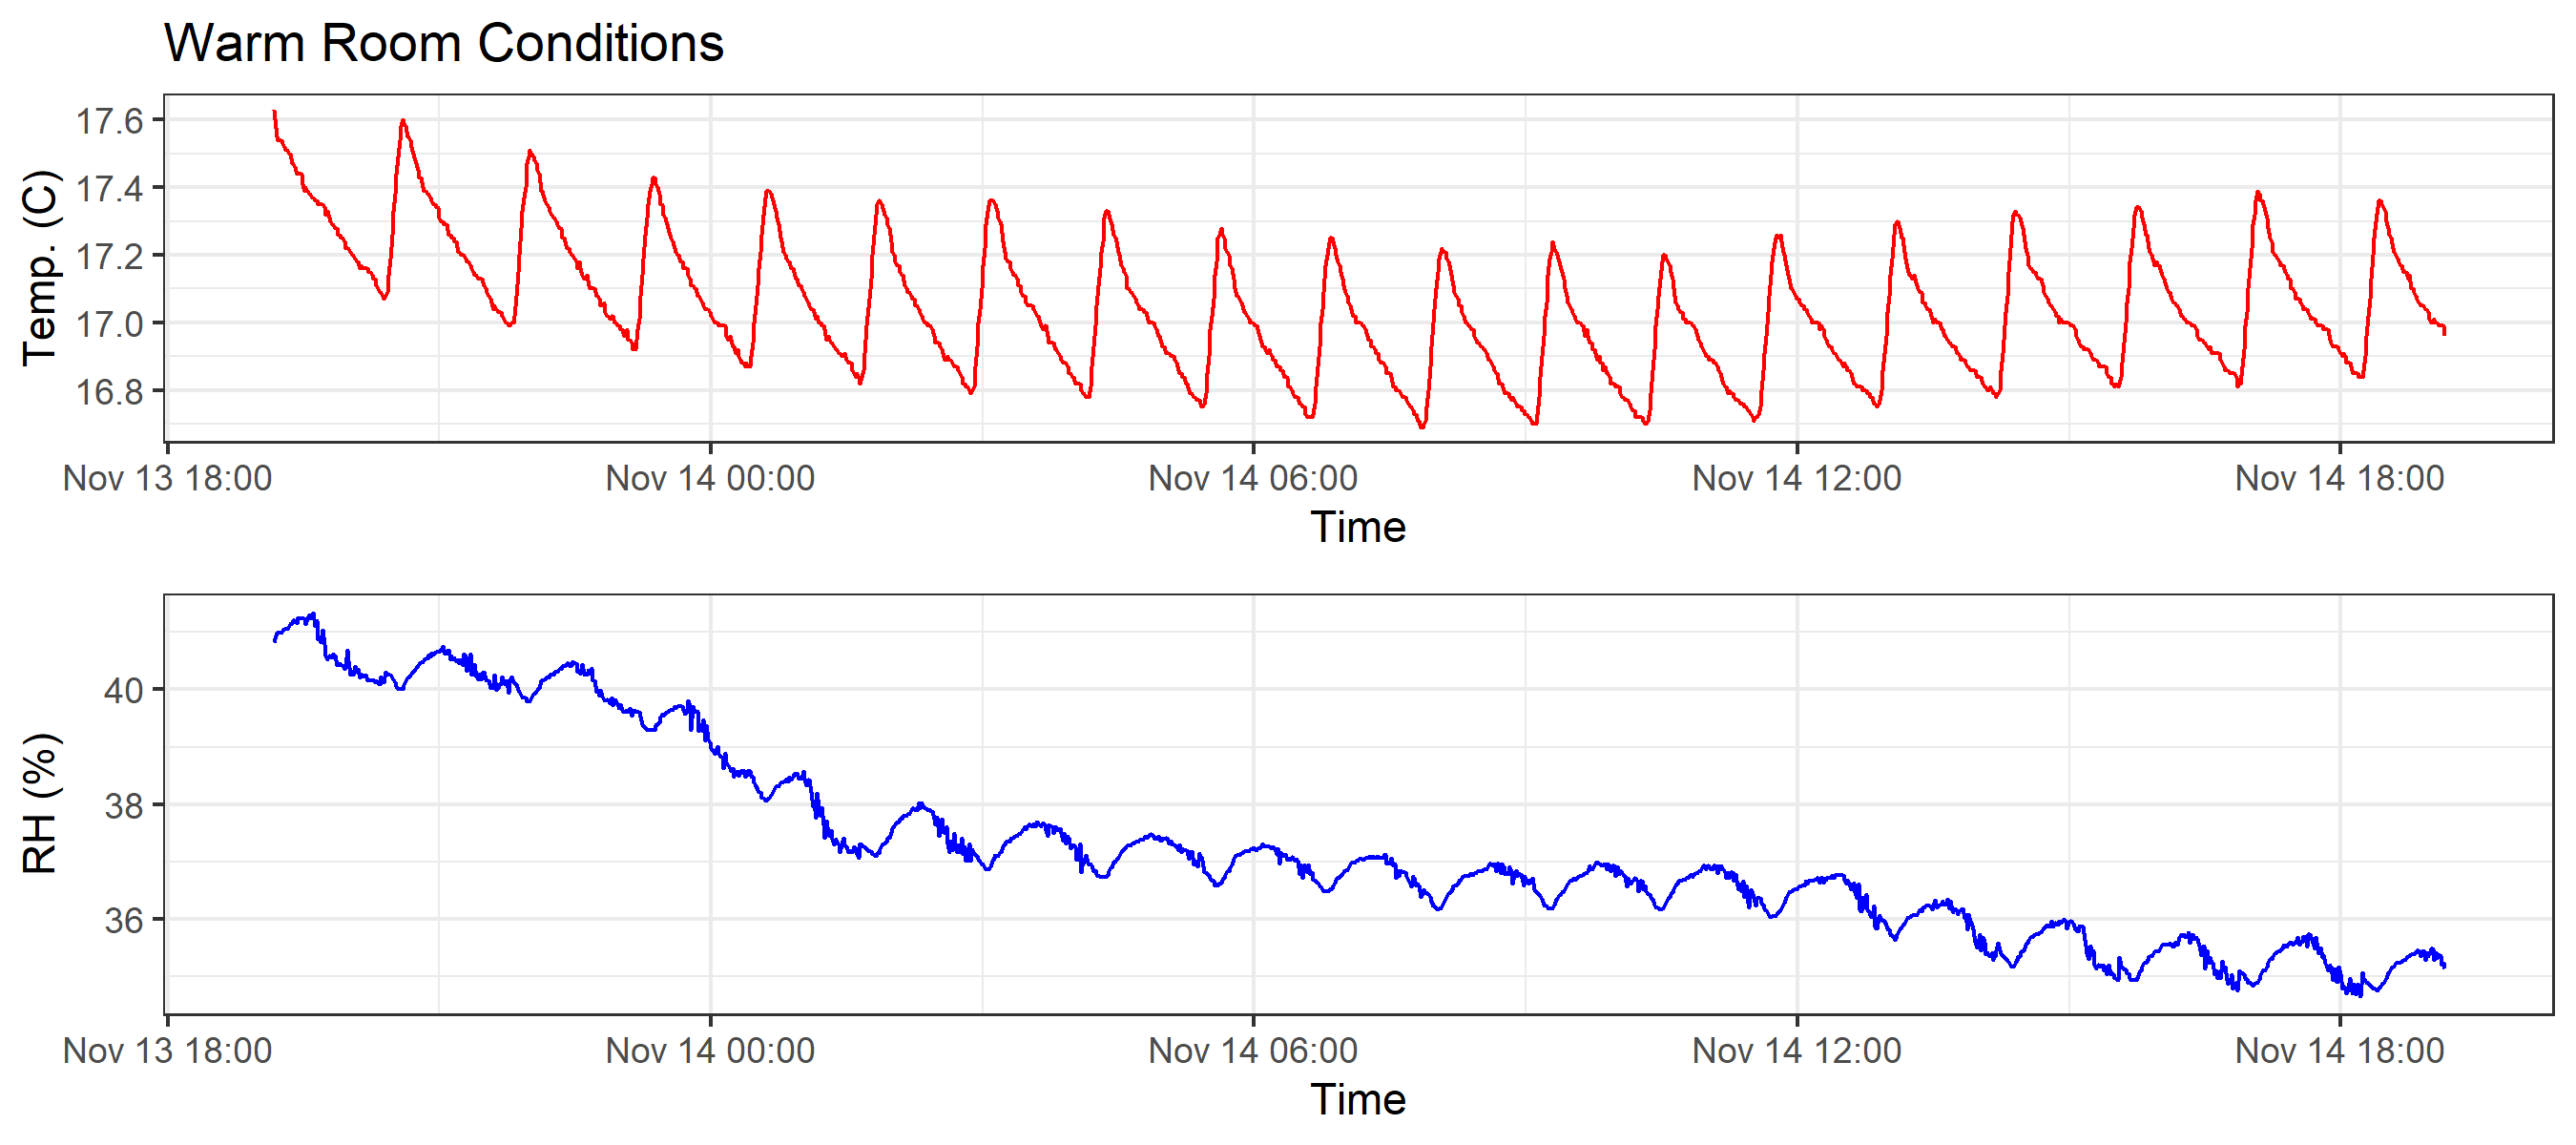 Warm Room Conditions
Temp. (C)
17.6
17.4
17.2
17.0
16.8
Nov 13 18:00 Nov 14 00:00 Nov 14 06:00 Nov 14 12:00 Nov 14 18:00
Time
RH (%)
40
38
36
Nov 13 18:00 Nov 14 00:00 Nov 14 06:00 Nov 14 12:00 Nov 14 18:00
Time